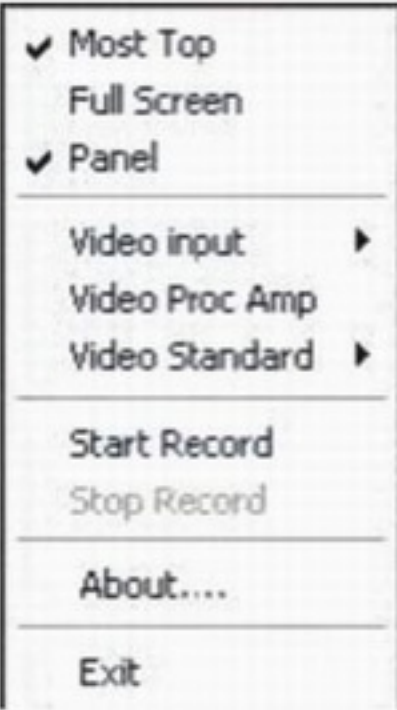 Most Top
Full Screen
Panel
Video input
Video Proc Amp
Video Standard
Start Record
Stop Record
About....
Exit